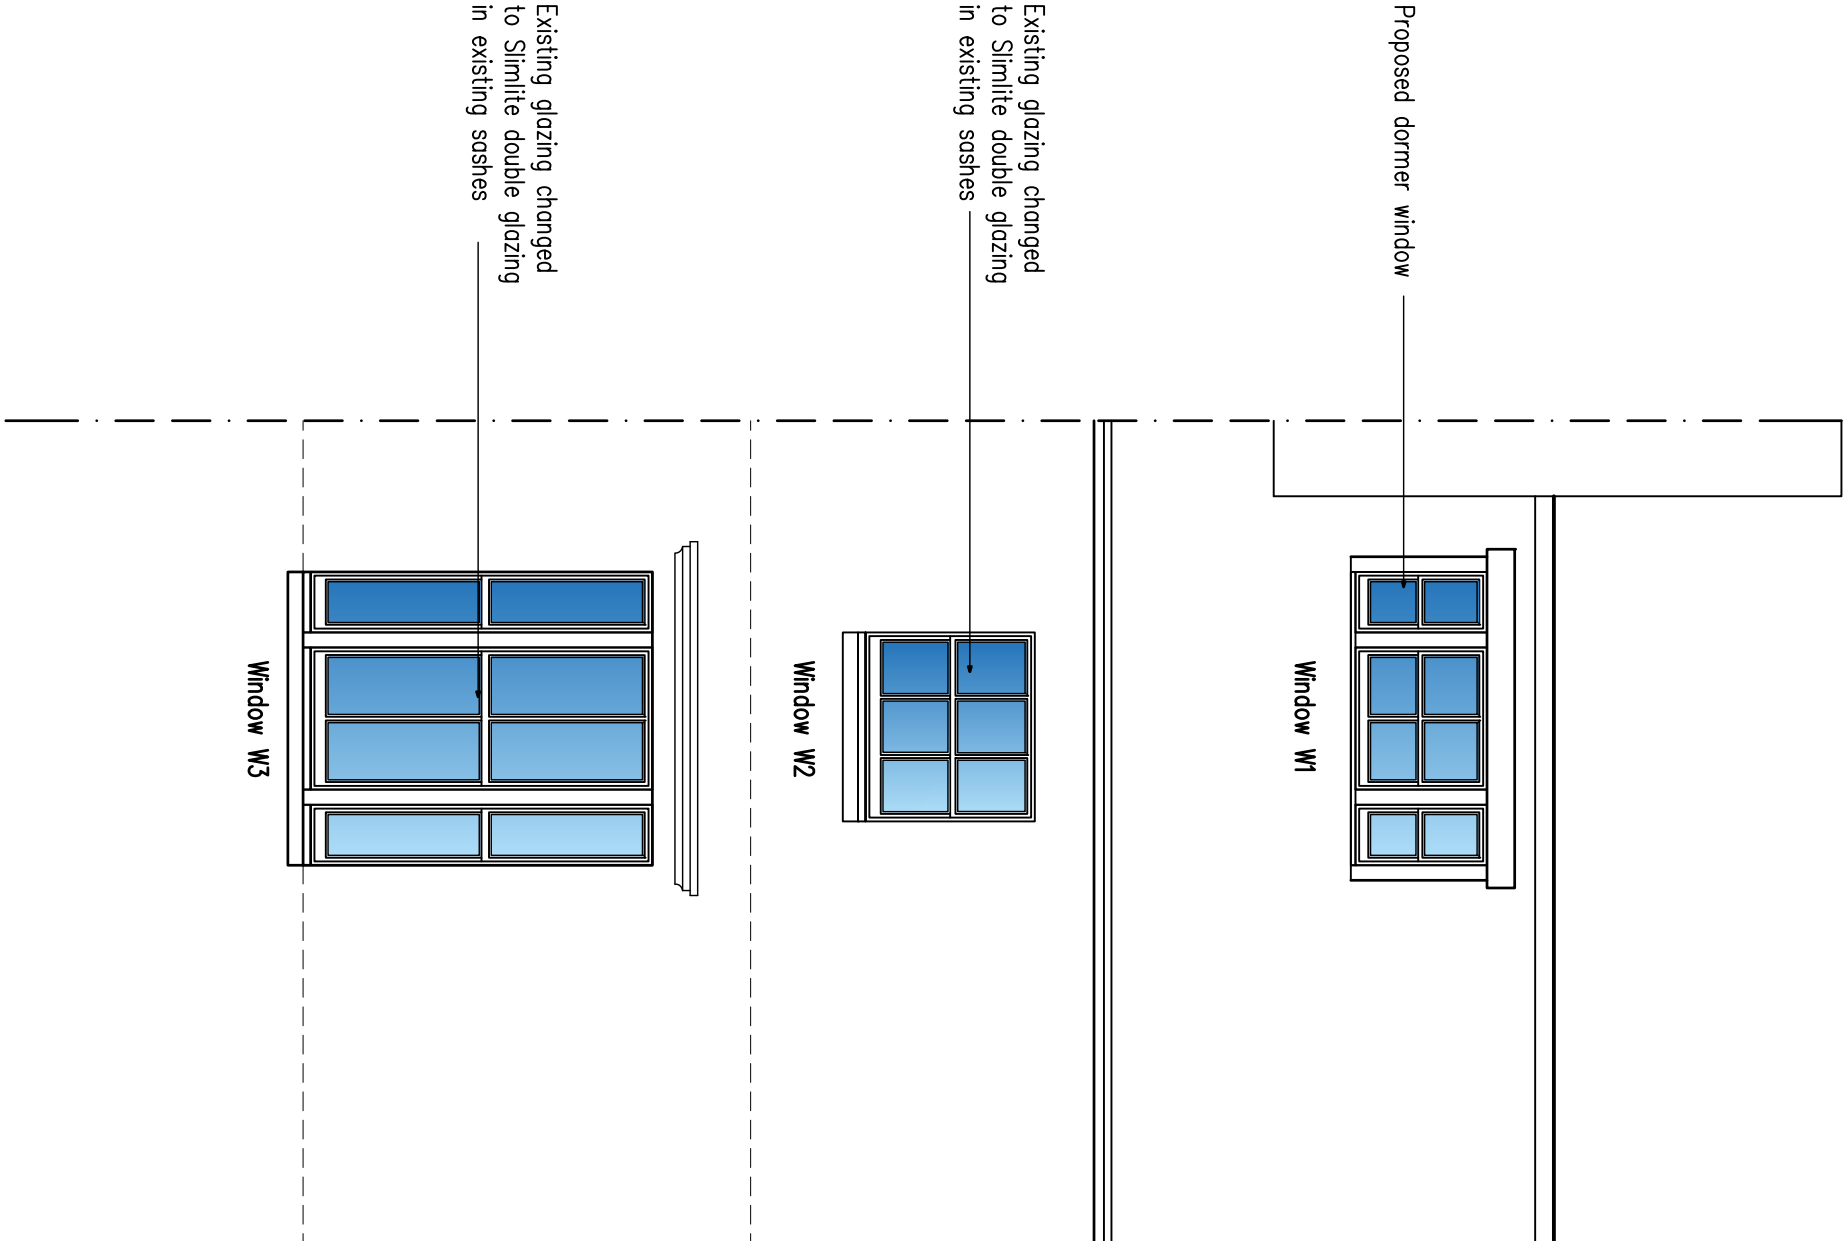 Proposed dormer window
Window W1
Existing glazing changed
to Slimlite double glazing
in existing sashes
Window W2
Existing glazing changed
to Slimlite double glazing
in existing sashes
Window W3